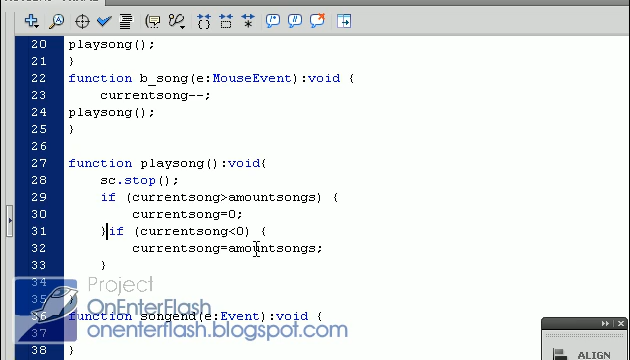 20 playsong();
21 }
22 function b_song(e:MouseEvent):void {
23 currentsong--;
24 playsong();
25 }
26
27 function playsong():void{
28 sc.stop();
29 if (currentsong>amountsongs) {
30 currentsong=0;
31 }if (currentsong<0) {
32 currentsong=amountsongs;
33 }
34
35 }
36 function songend(e:Event):void {
37
38 }
Project
OnEnterFlash
onenterflash.blogspot.com
ALIGN